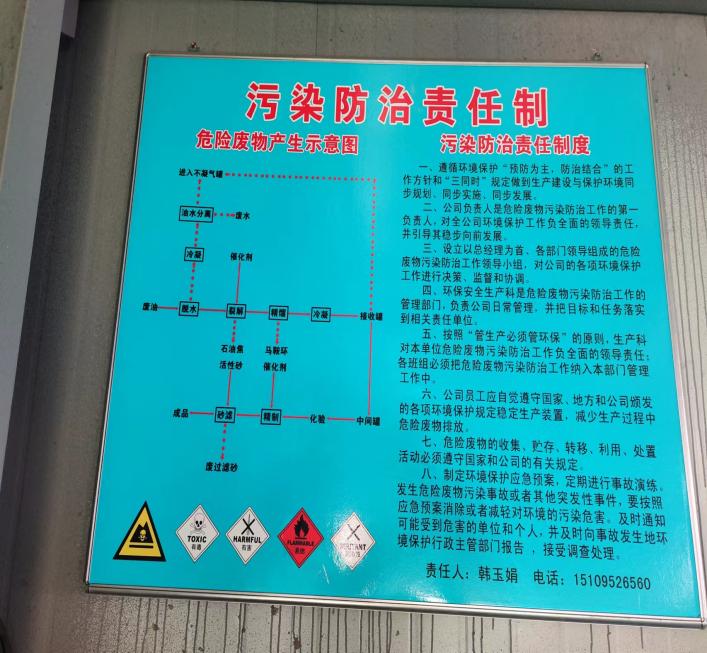 污染防治责任制
危险废物产生示意图
进入不凝气罐
油水分离
废水
冷凝
催化剂
废油
脱水
裂解
精馏
冷凝
接收罐
石油焦
马鞍环
活性砂
催化剂
成品
砂滤
精制
化验
中间罐
废过滤砂
TOXIC
有毒
HARMFUL
有害
FLAMMABLE
易燃
污染防治责任制度
一、遵循环境保护“预防为主，防治结合”的工
作方针和“三同时”规定做到生产建设与保护环境同
步规划、同步实施、同步发展。
二、公司负责人是危险废物污染防治工作的第一
负责人，对全公司环境保护工作负全面的领导责任，
并引导其稳步向前发展。
三、设立以总经理为首、各部门领导组成的危险
废物污染防治工作领导小组，对公司的各项环境保护
工作进行决策、监督和协调。
四、环保安全生产科是危险废物污染防治工作的
管理部门，负责公司日常管理，并把目标和任务落实
到相关责任单位。
五、按照“管生产必须管环保”的原则，生产科
对本单位危险废物污染防治工作负全面的领导责任；
各班组必须把危险废物污染防治工作纳入本部门管理
工作中。
六、公司员工应自觉遵守国家、地方和公司颁发
的各项环境保护规定稳定生产装置，减少生产过程中
危险废物排放。
七、危险废物的收集、贮存、转移、利用、处置
活动必须遵守国家和公司的有关规定。
八、制定环境保护应急预案，定期进行事故演练。
发生危险废物污染事故或者其他突发性事件，要按照
应急预案消除或者减轻对环境的污染危害。及时通知
可能受到危害的单位和个人，并及时向事故发生地环
境保护行政主管部门报告，接受调查处理。
责任人：韩玉娟 电话：15109526560